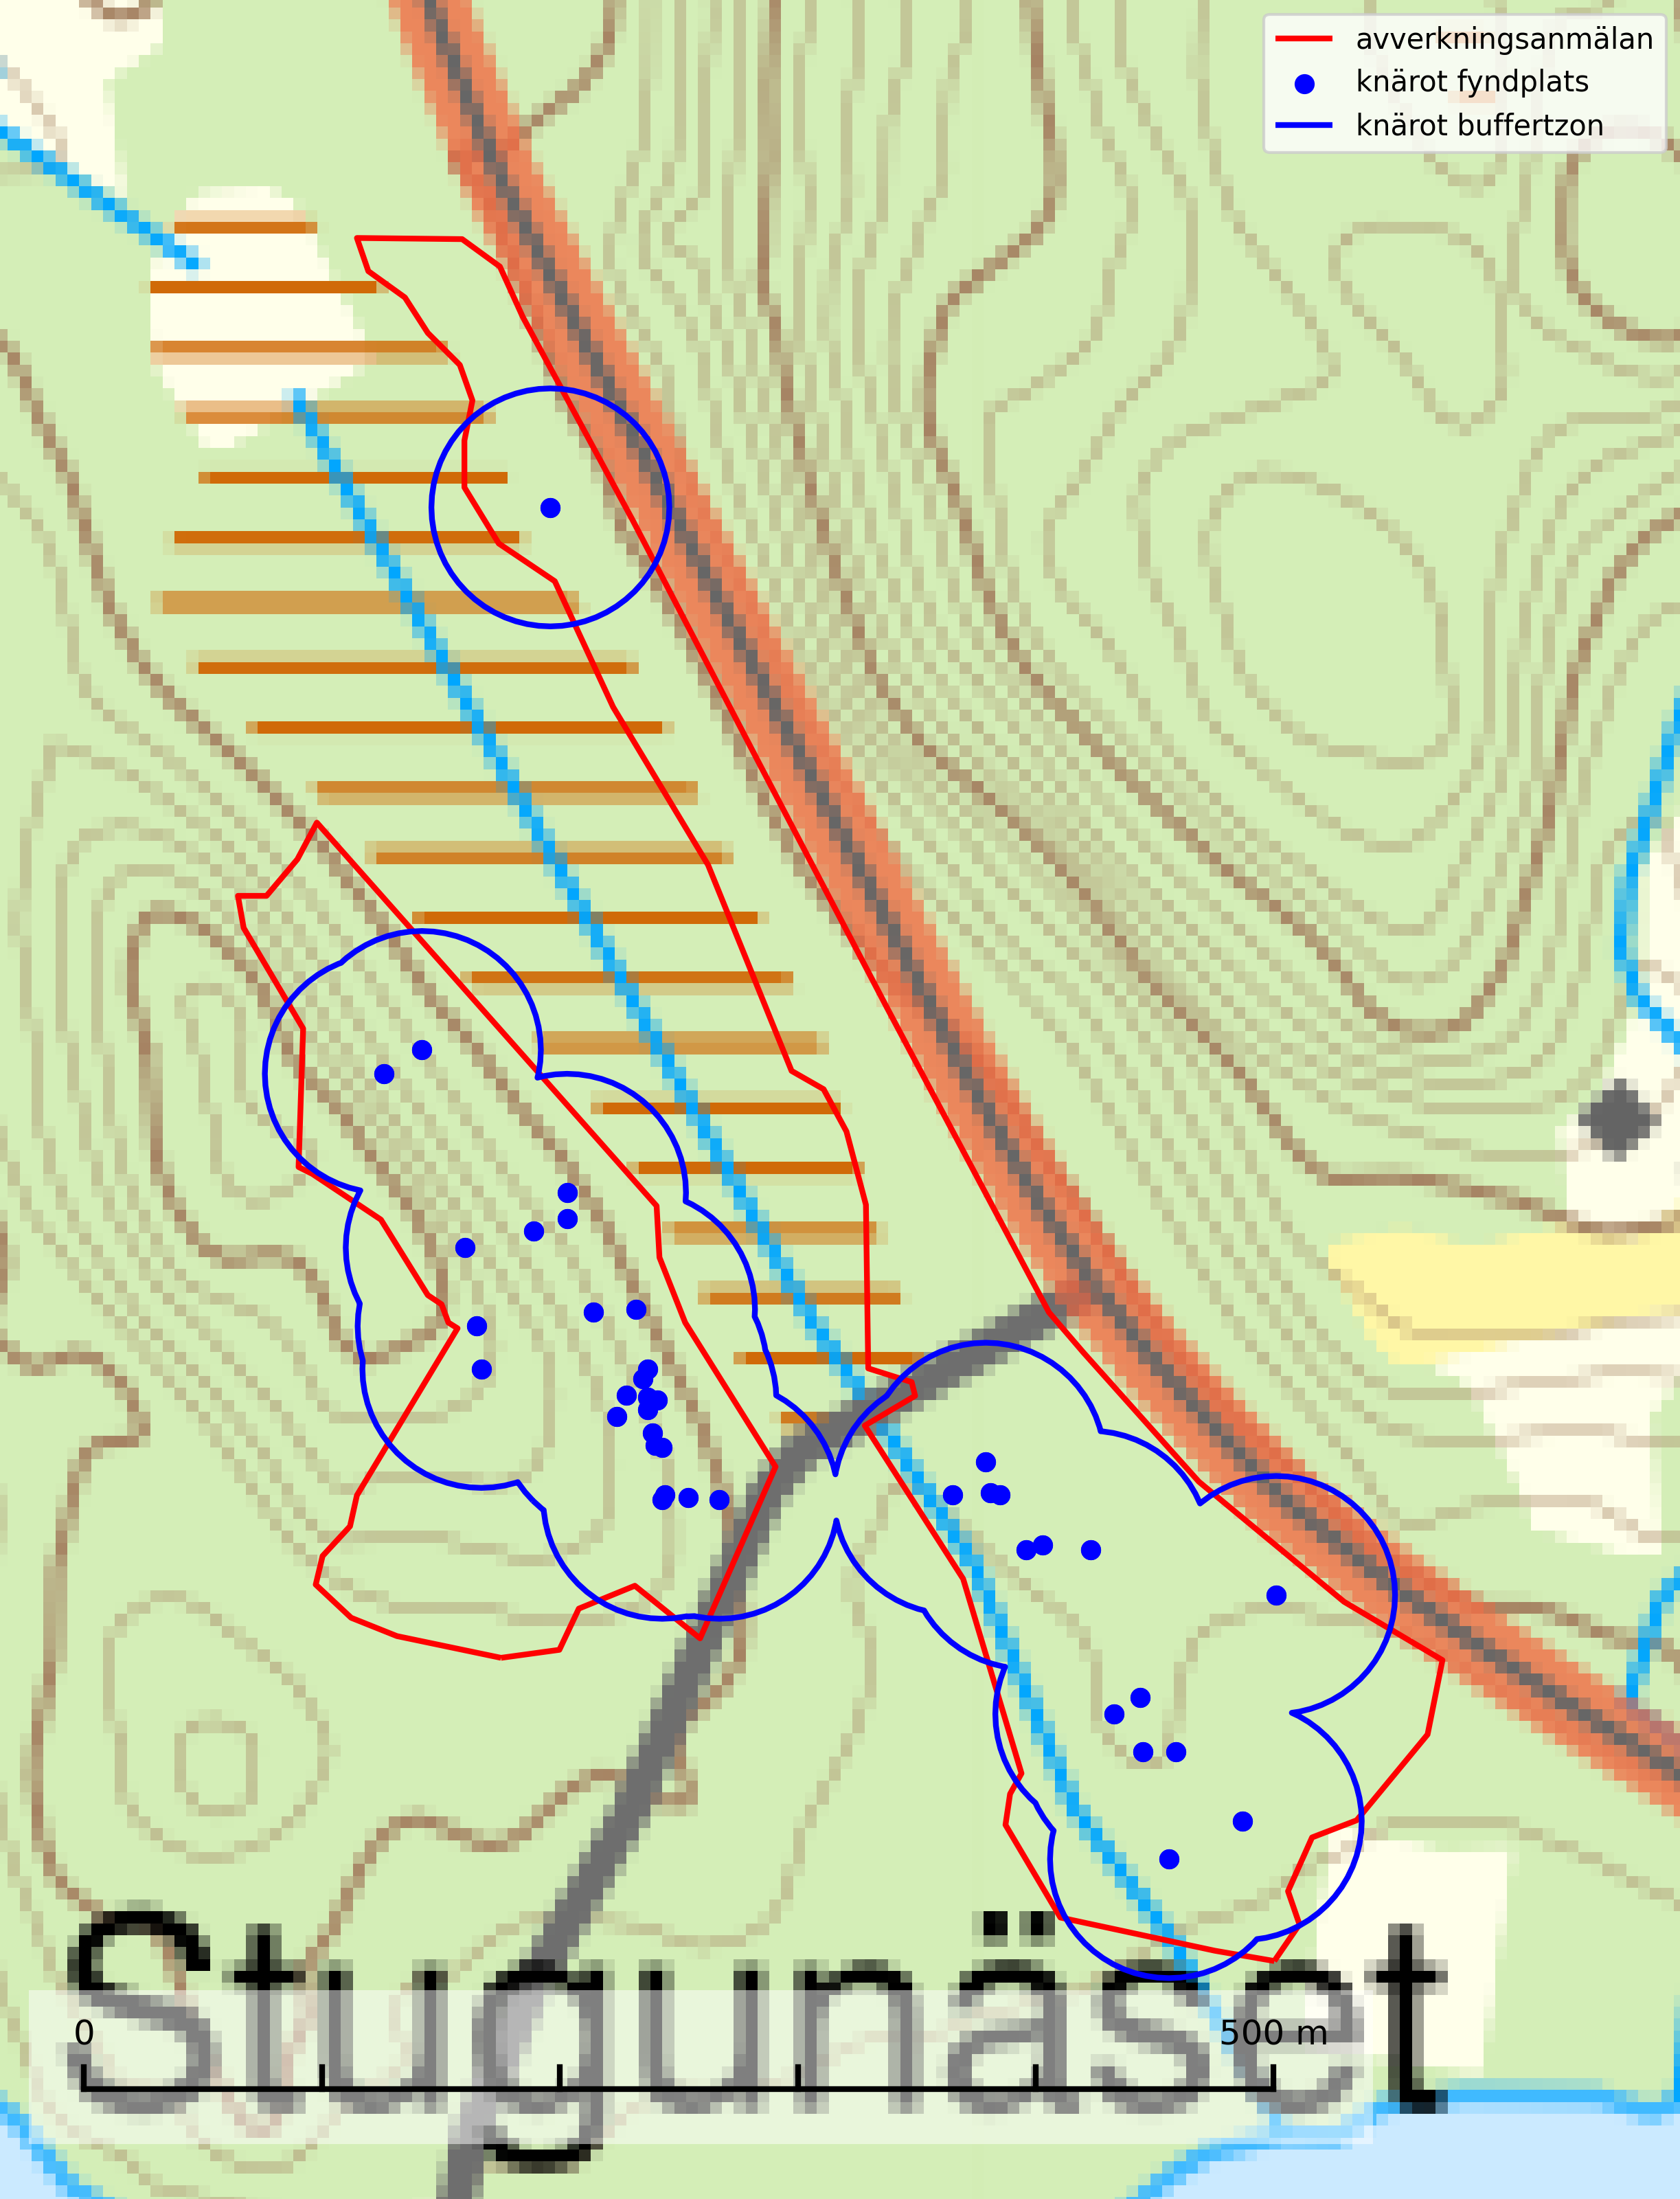 avverkningsanmälan
knärot fyndplats
knärot buffertzon
Stugunäset
0 500 m